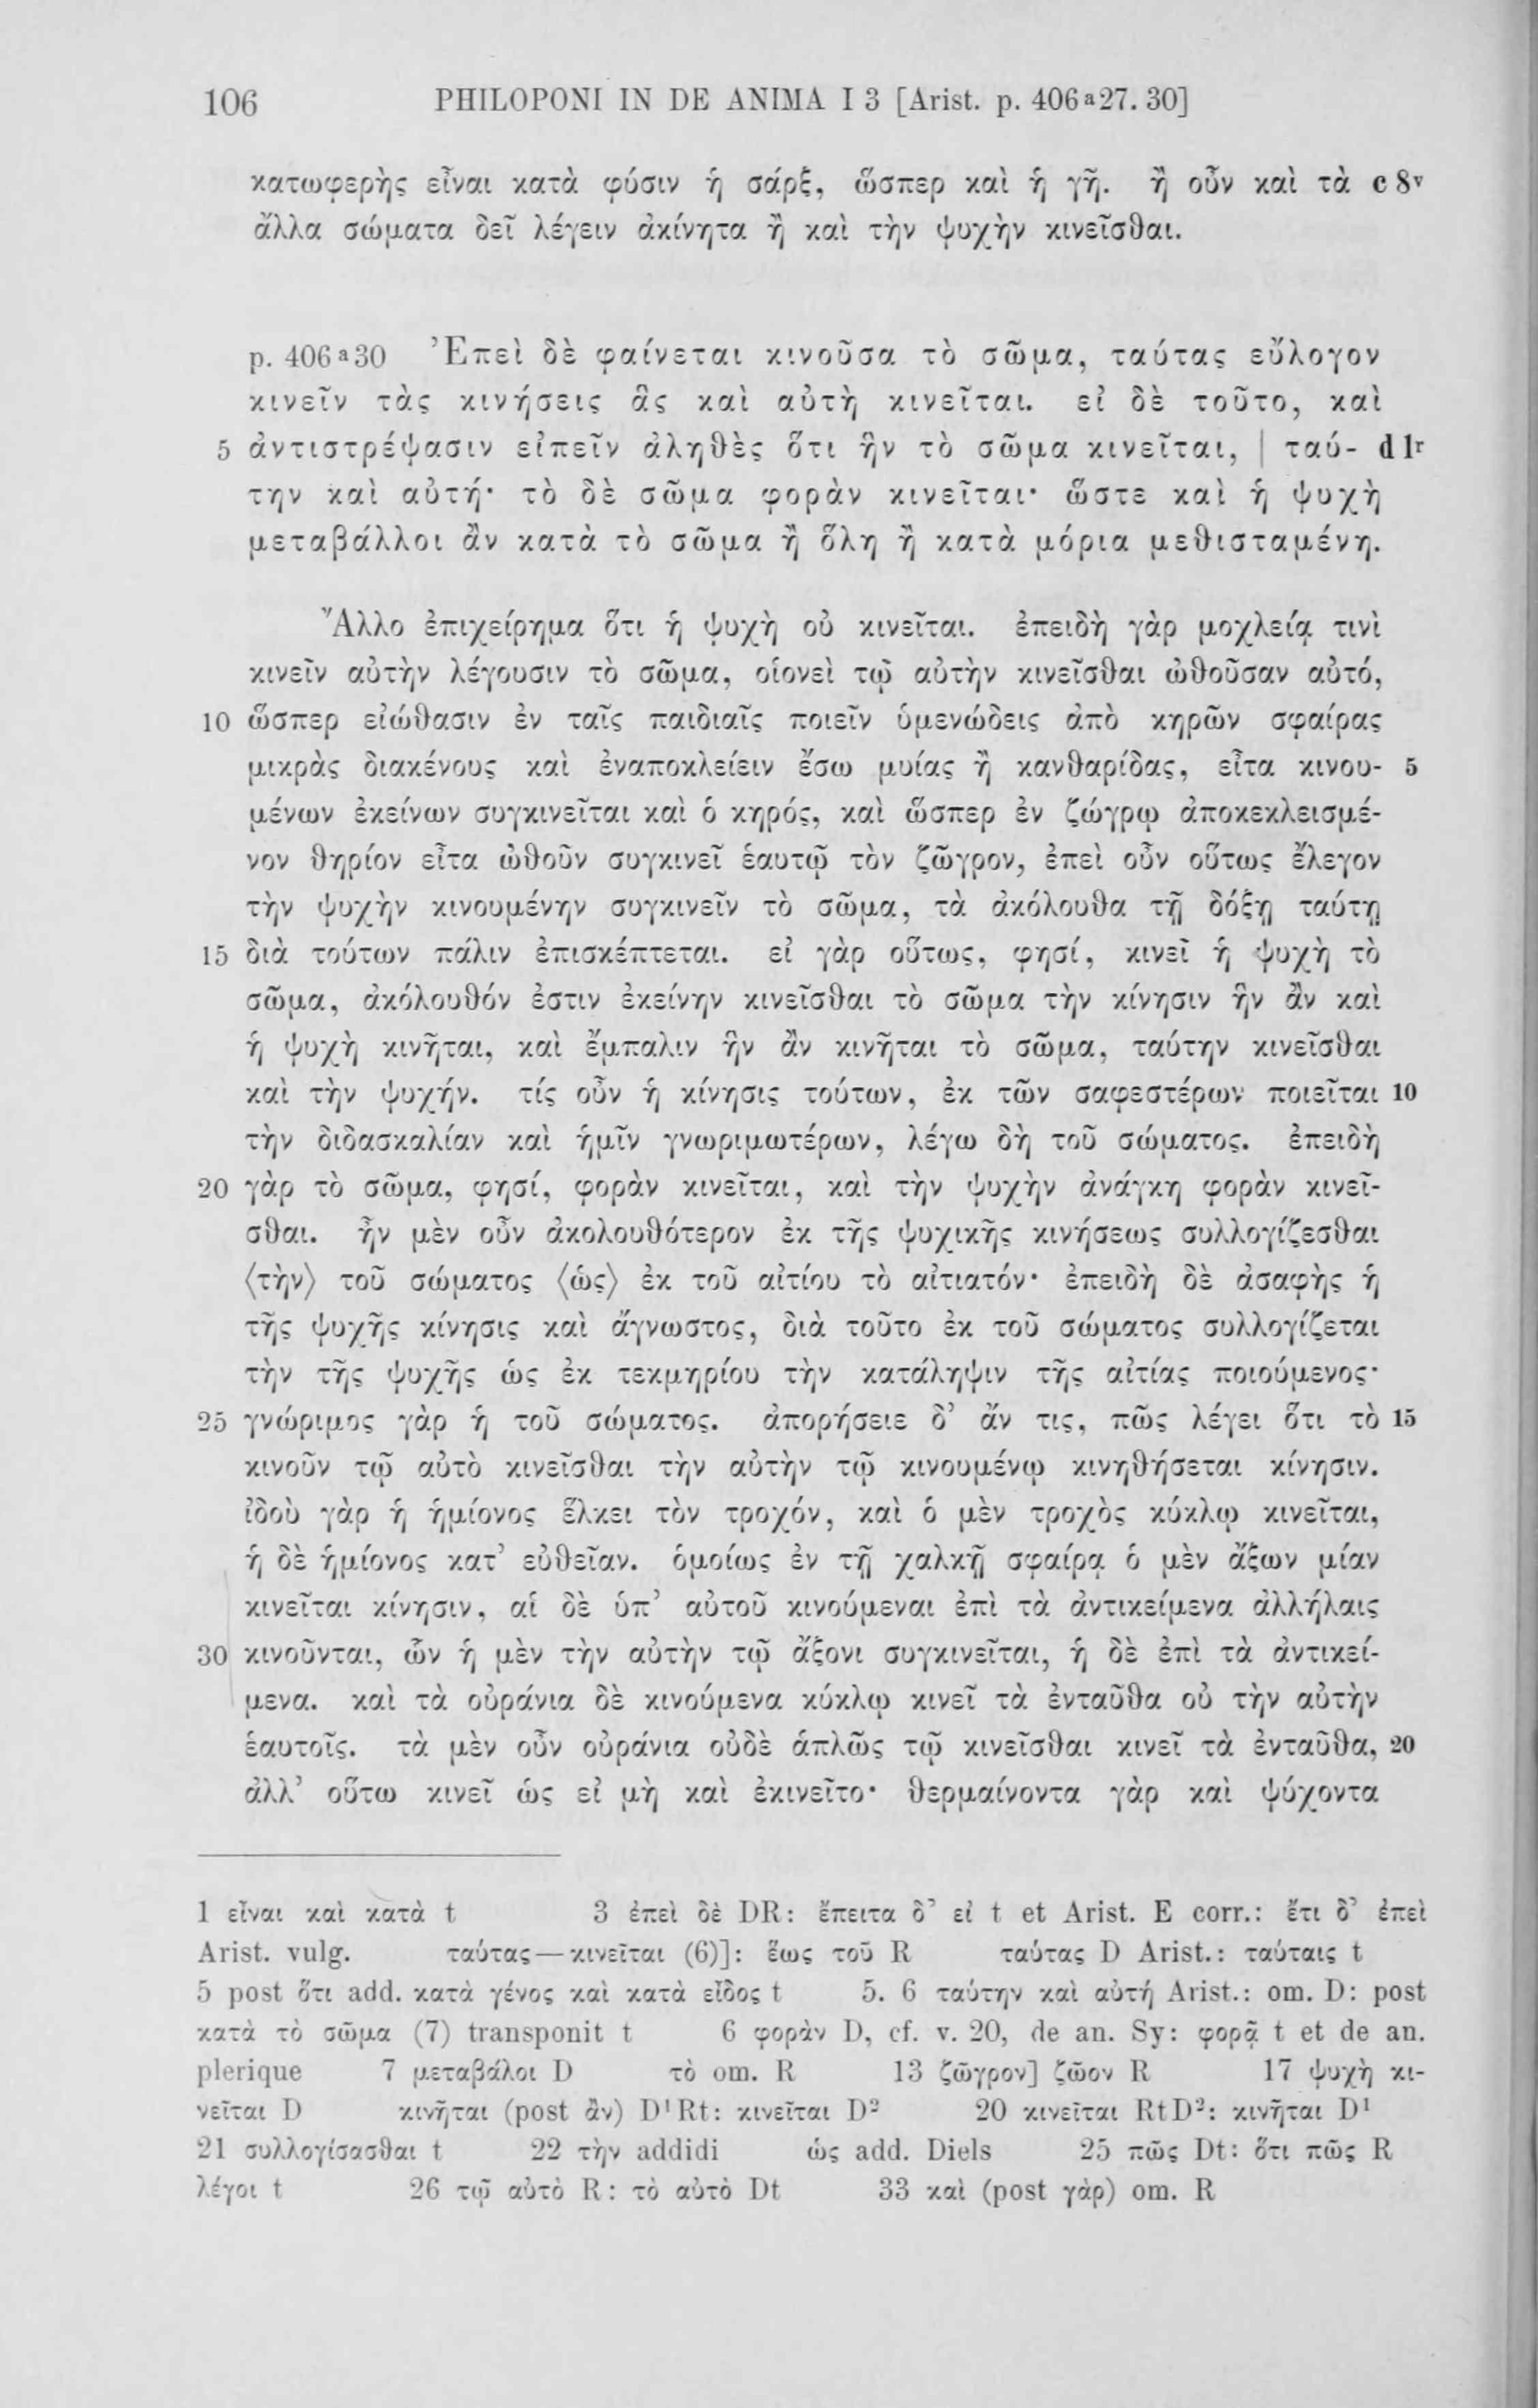 106 PHILOPONI IN DE ANIMA I 3 [Arist. p. 406ᵃ27. 30]
κατωφερὴς εἶναι κατὰ φύσιν ἡ σάρξ, ὥσπερ καὶ ἡ γῆ. ἢ οὖν καὶ τὰ c 8ᵛ
ἄλλα σώματα δεῖ λέγειν ἀκίνητα ἢ καὶ τὴν ψυχὴν κινεῖσθαι.
p. 406ᵃ30 Ἐπεὶ δὲ φαίνεται κινοῦσα τὸ σῶμα, ταύτας εὔλογον
κινεῖν τὰς κινήσεις ἃς καὶ αὐτὴ κινεῖται. εἰ δὲ τοῦτο, καὶ
5 ἀντιστρέψασιν εἰπεῖν ἀληθὲς ὅτι ἣν τὸ σῶμα κινεῖται, | ταύ- d 1ʳ
την καὶ αὐτή· τὸ δὲ σῶμα φορὰν κινεῖται· ὥστε καὶ ἡ ψυχὴ
μεταβάλλοι ἂν κατὰ τὸ σῶμα ἢ ὅλη ἢ κατὰ μόρια μεθισταμένη.
Ἄλλο ἐπιχείρημα ὅτι ἡ ψυχὴ οὐ κινεῖται. ἐπειδὴ γὰρ μοχλείᾳ τινὶ
κινεῖν αὐτὴν λέγουσιν τὸ σῶμα, οἱονεὶ τῷ αὐτὴν κινεῖσθαι ὠθοῦσαν αὐτό,
10 ὥσπερ εἰώθασιν ἐν ταῖς παιδιαῖς ποιεῖν ὑμενώδεις ἀπὸ κηρῶν σφαίρας
μικρὰς διακένους καὶ ἐναποκλείειν ἔσω μυίας ἢ κανθαρίδας, εἶτα κινου- 5
μένων ἐκείνων συγκινεῖται καὶ ὁ κηρός, καὶ ὥσπερ ἐν ζώγρῳ ἀποκεκλεισμέ-
νον θηρίον εἶτα ὠθοῦν συγκινεῖ ἑαυτῷ τὸν ζῶγρον, ἐπεὶ οὖν οὕτως ἔλεγον
τὴν ψυχὴν κινουμένην συγκινεῖν τὸ σῶμα, τὰ ἀκόλουθα τῇ δόξῃ ταύτῃ
15 διὰ τούτων πάλιν ἐπισκέπτεται. εἰ γὰρ οὕτως, φησί, κινεῖ ἡ ψυχὴ τὸ
σῶμα, ἀκόλουθόν ἐστιν ἐκείνην κινεῖσθαι τὸ σῶμα τὴν κίνησιν ἣν ἂν καὶ
ἡ ψυχὴ κινῆται, καὶ ἔμπαλιν ἣν ἂν κινῆται τὸ σῶμα, ταύτην κινεῖσθαι
καὶ τὴν ψυχήν. τίς οὖν ἡ κίνησις τούτων, ἐκ τῶν σαφεστέρων ποιεῖται 10
τὴν διδασκαλίαν καὶ ἡμῖν γνωριμωτέρων, λέγω δὴ τοῦ σώματος. ἐπειδὴ
20 γὰρ τὸ σῶμα, φησί, φορὰν κινεῖται, καὶ τὴν ψυχὴν ἀνάγκη φορὰν κινεῖ-
σθαι. ἦν μὲν οὖν ἀκολουθότερον ἐκ τῆς ψυχικῆς κινήσεως συλλογίζεσθαι
⟨τὴν⟩ τοῦ σώματος ⟨ὡς⟩ ἐκ τοῦ αἰτίου τὸ αἰτιατόν· ἐπειδὴ δὲ ἀσαφὴς ἡ
τῆς ψυχῆς κίνησις καὶ ἄγνωστος, διὰ τοῦτο ἐκ τοῦ σώματος συλλογίζεται
τὴν τῆς ψυχῆς ὡς ἐκ τεκμηρίου τὴν κατάληψιν τῆς αἰτίας ποιούμενος·
25 γνώριμος γὰρ ἡ τοῦ σώματος. ἀπορήσειε δ’ ἄν τις, πῶς λέγει ὅτι τὸ 15
κινοῦν τῷ αὐτὸ κινεῖσθαι τὴν αὐτὴν τῷ κινουμένῳ κινηθήσεται κίνησιν.
ἰδοὺ γὰρ ἡ ἡμίονος ἕλκει τὸν τροχόν, καὶ ὁ μὲν τροχὸς κύκλῳ κινεῖται,
ἡ δὲ ἡμίονος κατ’ εὐθεῖαν. ὁμοίως ἐν τῇ χαλκῇ σφαίρᾳ ὁ μὲν ἄξων μίαν
κινεῖται κίνησιν, αἱ δὲ ὑπ’ αὐτοῦ κινούμεναι ἐπὶ τὰ ἀντικείμενα ἀλλήλαις
30 κινοῦνται, ὧν ἡ μὲν τὴν αὐτὴν τῷ ἄξονι συγκινεῖται, ἡ δὲ ἐπὶ τὰ ἀντικεί-
μενα. καὶ τὰ οὐράνια δὲ κινούμενα κύκλῳ κινεῖ τὰ ἐνταῦθα οὐ τὴν αὐτὴν
ἑαυτοῖς. τὰ μὲν οὖν οὐράνια οὐδὲ ἁπλῶς τῷ κινεῖσθαι κινεῖ τὰ ἐνταῦθα, 20
ἀλλ’ οὕτω κινεῖ ὡς εἰ μὴ καὶ ἐκινεῖτο· θερμαίνοντα γὰρ καὶ ψύχοντα
1 εἶναι καὶ κατὰ t 3 ἐπεὶ δὲ DR: ἔπειτα δ’ εἰ t et Arist. E corr.: ἔτι δ’ ἐπεὶ
Arist. vulg. ταύτας—κινεῖται (6)]: ἕως τοῦ R ταύτας D Arist.: ταύταις t
5 post ὅτι add. κατὰ γένος καὶ κατὰ εἶδος t 5. 6 ταύτην καὶ αὐτή Arist.: om. D: post
κατὰ τὸ σῶμα (7) transponit t 6 φορὰν D, cf. v. 20, de an. Sy: φορᾷ t et de an.
plerique 7 μεταβάλοι D τὸ om. R 13 ζῶγρον] ζῶον R 17 ψυχὴ κι-
νεῖται D κινῆται (post ἂν) D¹Rt: κινεῖται D² 20 κινεῖται RtD²: κινῆται D¹
21 συλλογίσασθαι t 22 τὴν addidi ὡς add. Diels 25 πῶς Dt: ὅτι πῶς R
λέγοι t 26 τῷ αὐτὸ R: τὸ αὐτὸ Dt 33 καὶ (post γὰρ) om. R